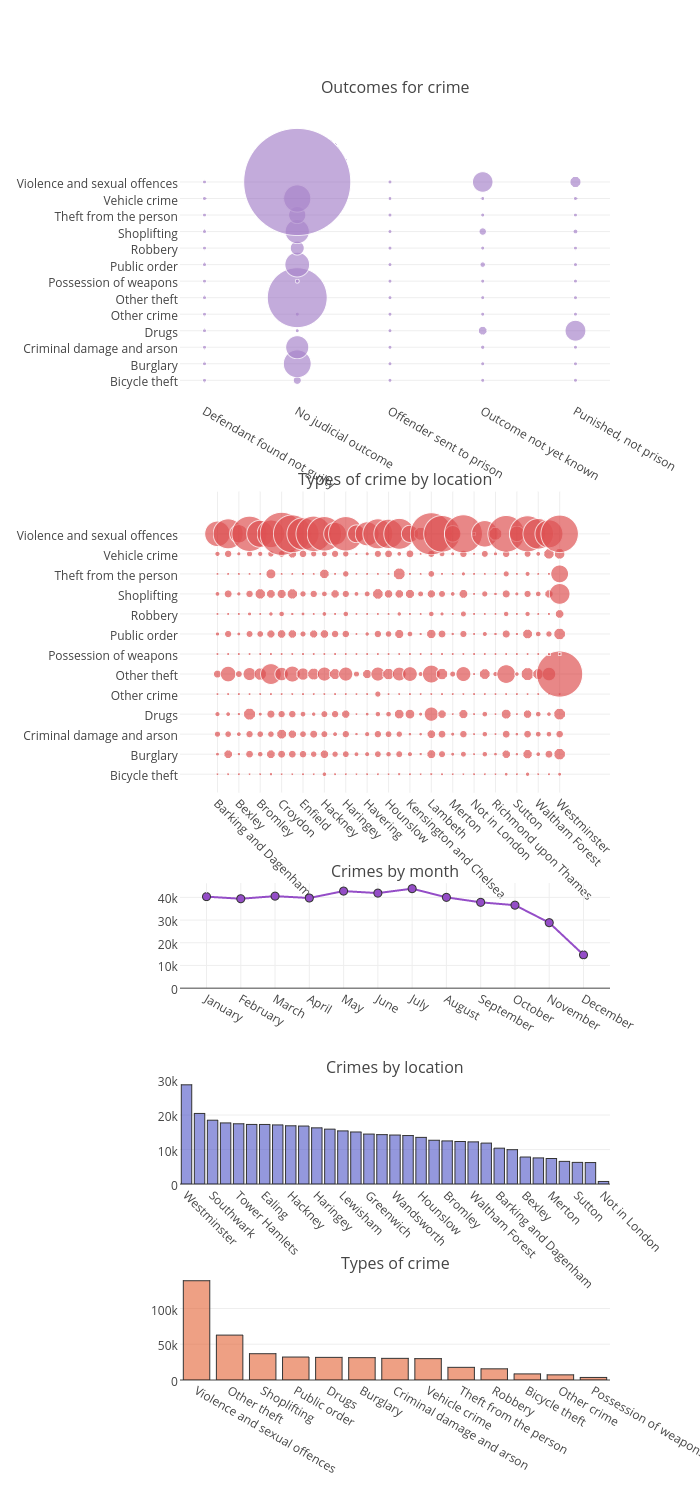 Outcomes for crime
Violence and sexual offences
Vehicle crime
Theft from the person
Shoplifting
Robbery
Public order
Possession of weapons
Other theft
Other crime
Drugs
Criminal damage and arson
Burglary
Bicycle theft
Defendant found not guilty
No judicial outcome
Offender sent to prison
Outcome not yet known
Punished, not prison
Types of crime by location
Violence and sexual offences
Vehicle crime
Theft from the person
Shoplifting
Robbery
Public order
Possession of weapons
Other theft
Other crime
Drugs
Criminal damage and arson
Burglary
Bicycle theft
Barking and Dagenham
Bexley
Bromley
Croydon
Enfield
Hackney
Haringey
Havering
Hounslow
Kensington and Chelsea
Lambeth
Merton
Not in London
Richmond upon Thames
Sutton
Waltham Forest
Westminster
Crimes by month
40k
30k
20k
10k
0
January
February
March
April
May
June
July
August
September
October
November
December
Crimes by location
30k
20k
10k
0
Westminster
Southwark
Tower Hamlets
Ealing
Hackney
Haringey
Lewisham
Greenwich
Wandsworth
Hounslow
Bromley
Waltham Forest
Barking and Dagenham
Bexley
Merton
Sutton
Not in London
Types of crime
100k
50k
0
Violence and sexual offences
Other theft
Shoplifting
Public order
Drugs
Burglary
Criminal damage and arson
Vehicle crime
Theft from the person
Robbery
Bicycle theft
Other crime
Possession of weapons